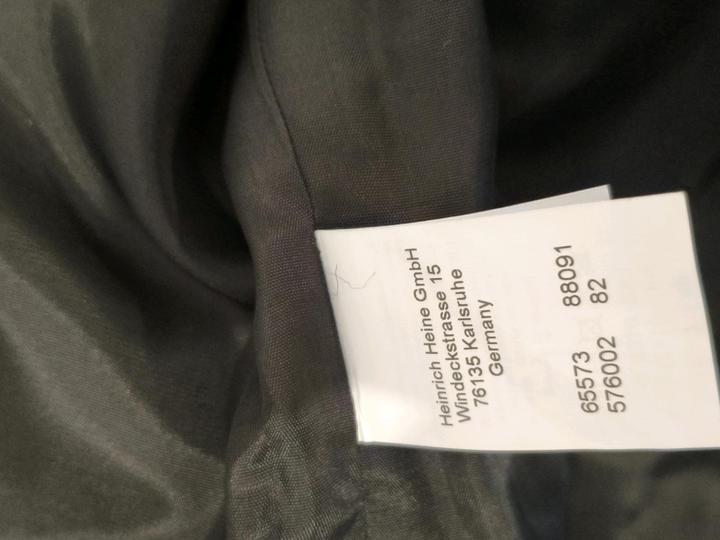 Heinrich Heine GmbH
Windeckstrasse 15
76135 Karlsruhe
Germany
65573 88091
576002 82